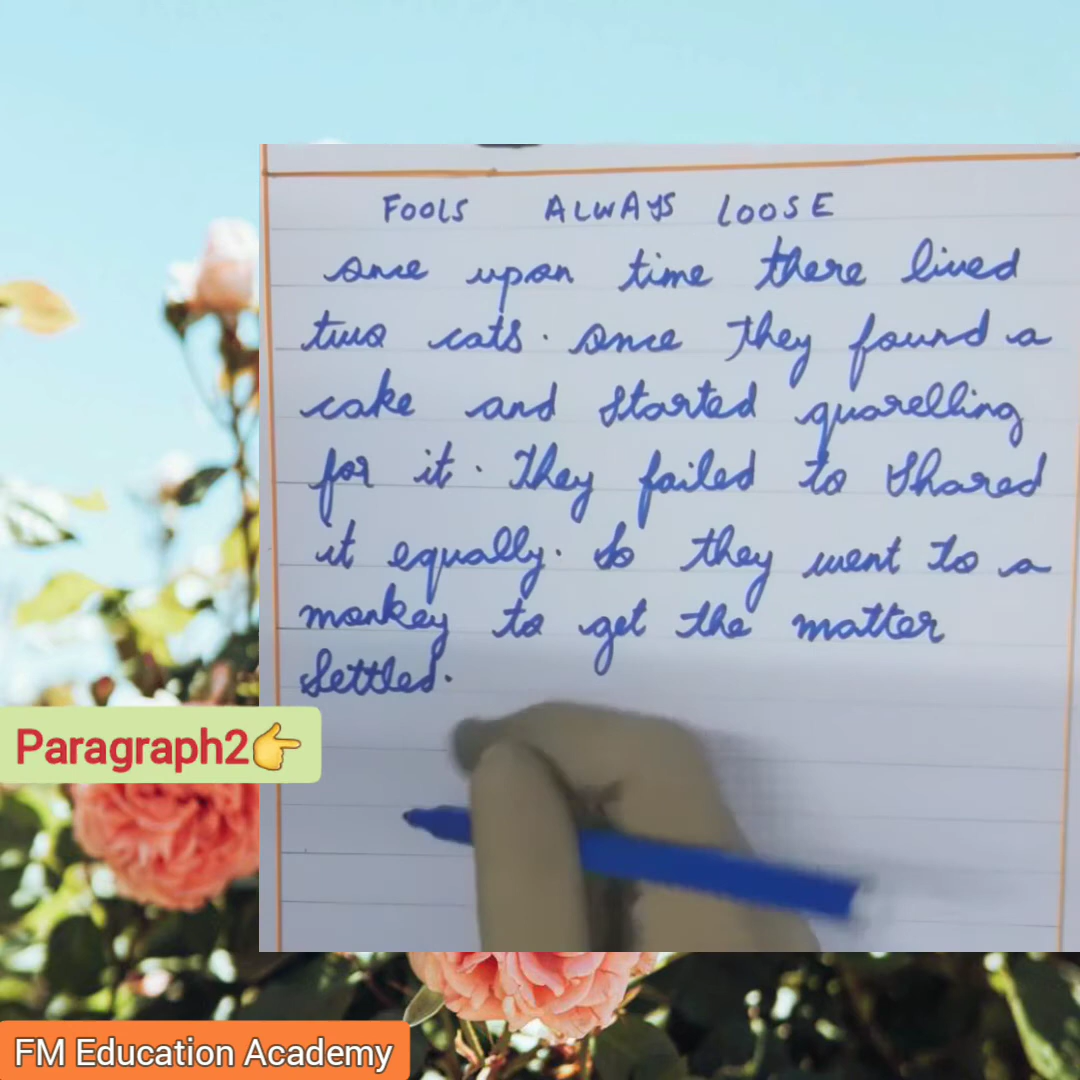 FOOLS ALWAYS LOOSE
once upon time there lived
two cats. once They found a
cake and started quarelling
for it. They failed to Shared
it equally. So they went to a
monkey to get the matter
Settled.
Paragraph2👉
FM Education Academy